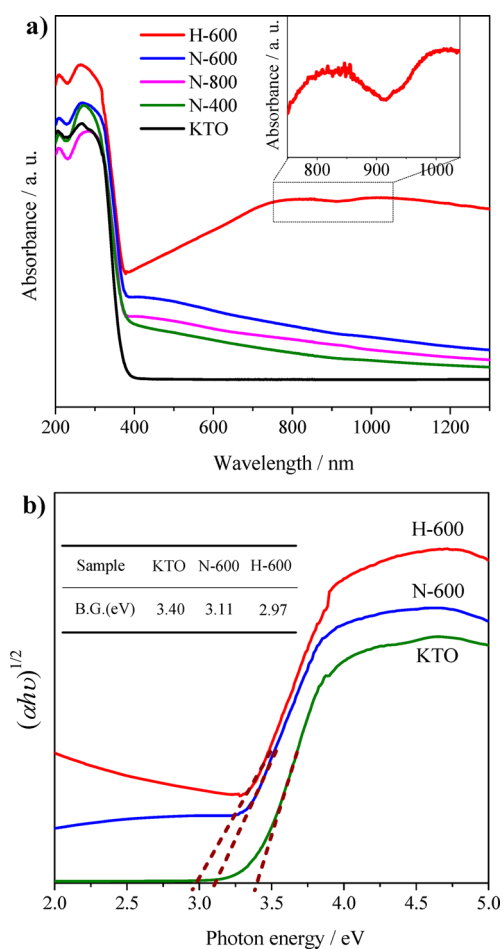 a)
H-600
N-600
N-800
N-400
KTO
Absorbance / a. u.
800 900 1000
Absorbance / a. u.
200 400 600 800 1000 1200
Wavelength / nm
b)
H-600
N-600
KTO
Sample KTO N-600 H-600
B.G.(eV) 3.40 3.11 2.97
(αhυ)^1/2
2.0 2.5 3.0 3.5 4.0 4.5 5.0
Photon energy / eV